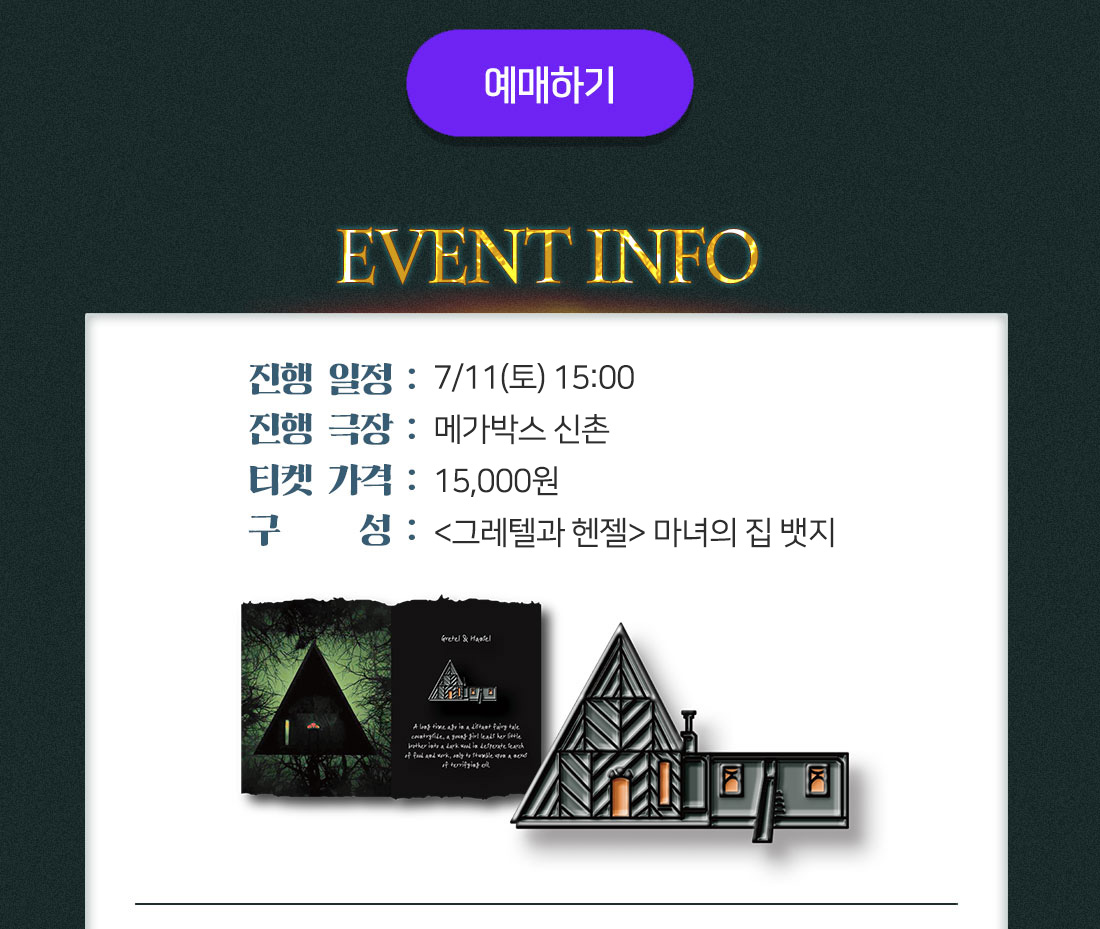 예매하기
EVENT INFO
진행 일정 : 7/11(토) 15:00
진행 극장 : 메가박스 신촌
티켓 가격 : 15,000원
구 성 : <그레텔과 헨젤> 마녀의 집 뱃지
Gretel & Hansel
A long time ago in a distant fairy tale
countryside, a young girl leads her little
brother into a dark wood in desperate search
of food and work, only to stumble upon a nexus
of terrifying evil.